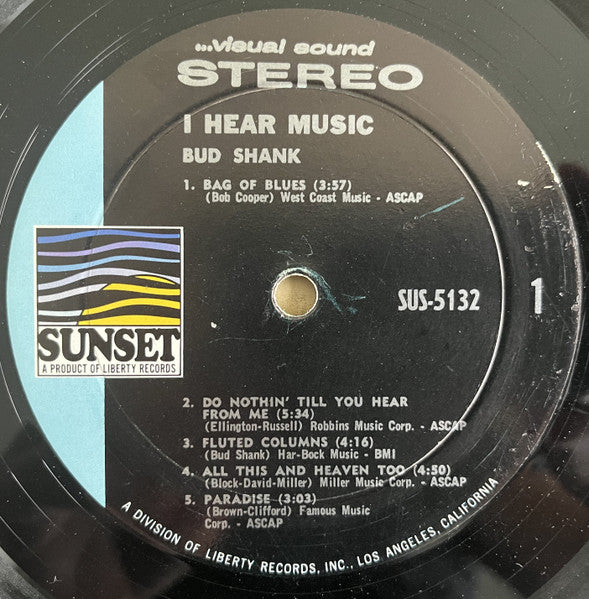 ...visual sound
STEREO
I HEAR MUSIC
BUD SHANK
1. BAG OF BLUES (3:57)
(Bob Cooper) West Coast Music - ASCAP
SUNSET
A PRODUCT OF LIBERTY RECORDS
SUS-5132
1
2. DO NOTHIN' TILL YOU HEAR
FROM ME (5:34)
(Ellington-Russell) Robbins Music Corp. - ASCAP
3. FLUTED COLUMNS (4:16)
(Bud Shank) Har-Bock Music - BMI
4. ALL THIS AND HEAVEN TOO (4:50)
(Block-David-Miller) Miller Music Corp. - ASCAP
5. PARADISE (3:03)
(Brown-Clifford) Famous Music
Corp. - ASCAP
A DIVISION OF LIBERTY RECORDS, INC., LOS ANGELES, CALIFORNIA